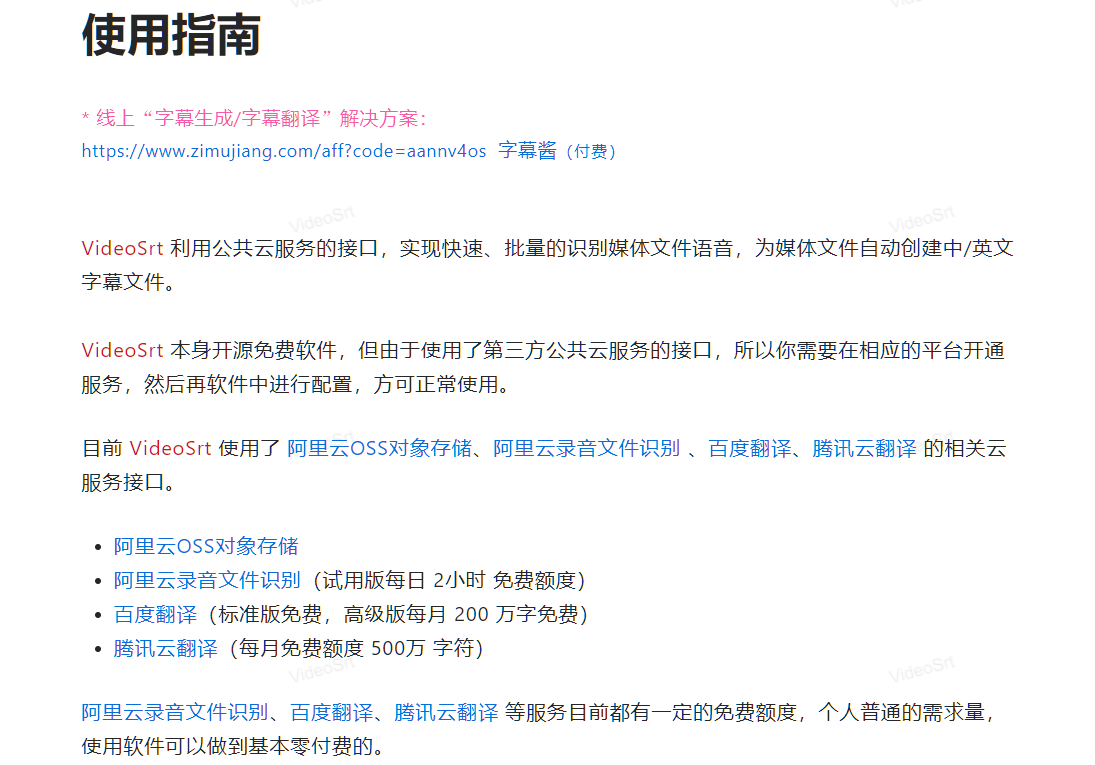 使用指南
* 线上“字幕生成/字幕翻译”解决方案：
https://www.zimujiang.com/aff?code=aannv4os 字幕酱（付费）
VideoSrt
VideoSrt
VideoSrt 利用公共云服务的接口，实现快速、批量的识别媒体文件语音，为媒体文件自动创建中/英文
字幕文件。
VideoSrt 本身开源免费软件，但由于使用了第三方公共云服务的接口，所以你需要在相应的平台开通
服务，然后再软件中进行配置，方可正常使用。
目前 VideoSrt 使用了 阿里云OSS对象存储、阿里云录音文件识别 、百度翻译、腾讯云翻译 的相关云
服务接口。
• 阿里云OSS对象存储
• 阿里云录音文件识别（试用版每日 2小时 免费额度）
• 百度翻译（标准版免费，高级版每月 200 万字免费）
• 腾讯云翻译（每月免费额度 500万 字符）
VideoSrt
VideoSrt
阿里云录音文件识别、百度翻译、腾讯云翻译 等服务目前都有一定的免费额度，个人普通的需求量，
使用软件可以做到基本零付费的。